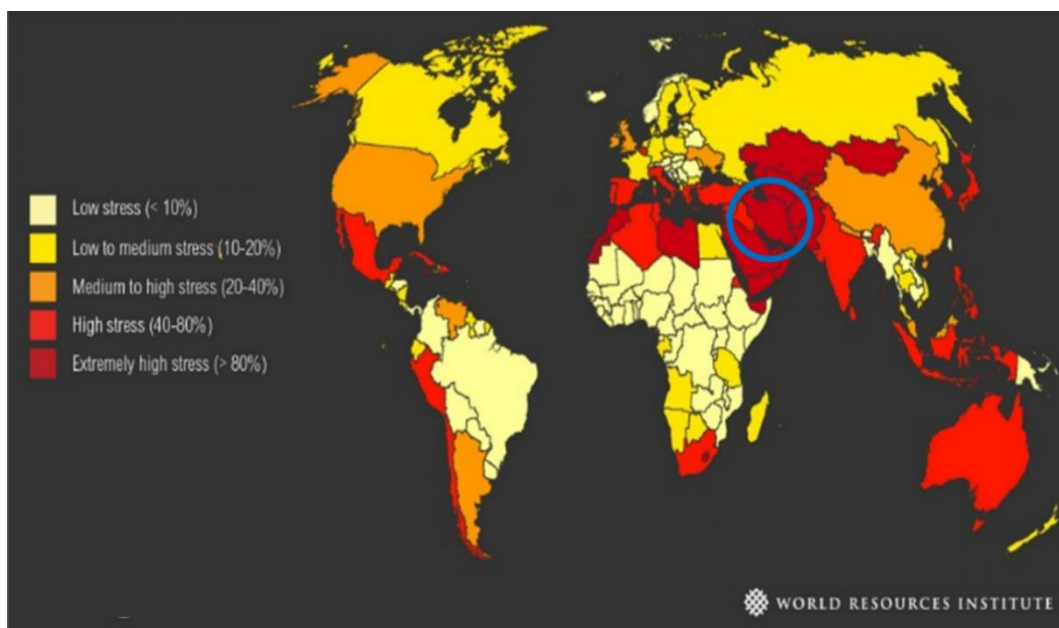 Low stress (< 10%)
Low to medium stress (10-20%)
Medium to high stress (20-40%)
High stress (40-80%)
Extremely high stress (> 80%)
WORLD RESOURCES INSTITUTE